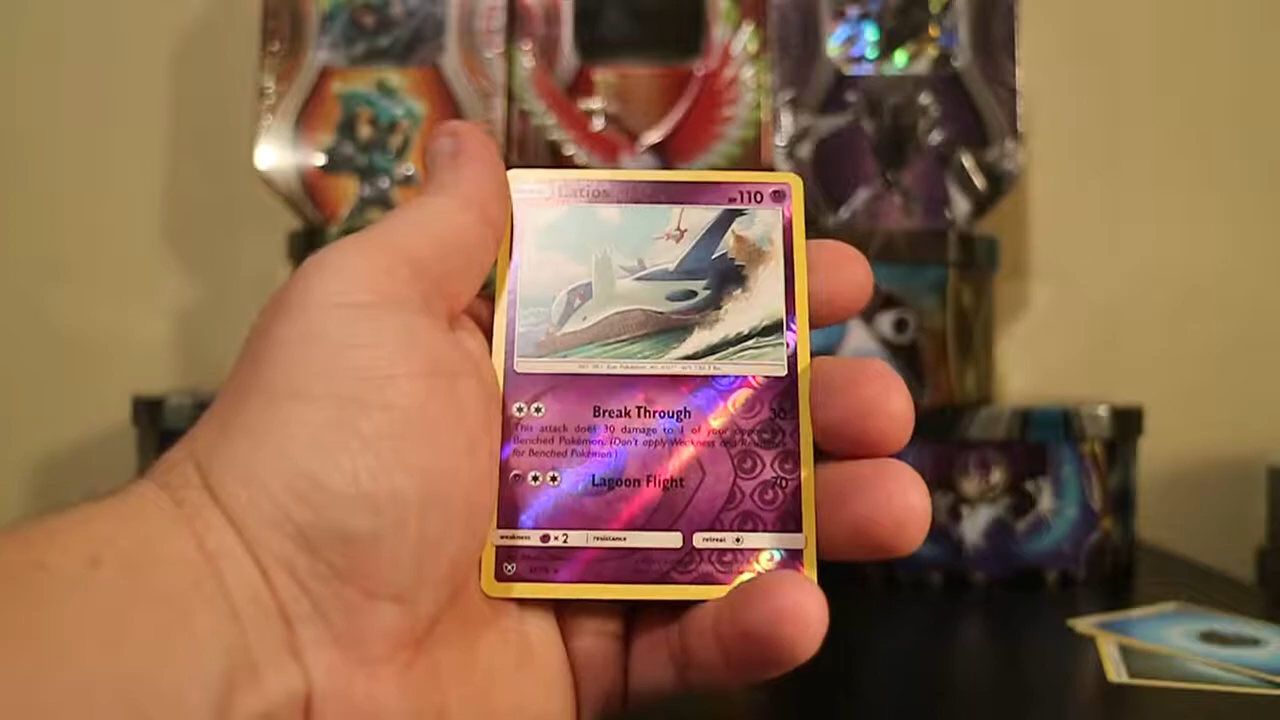 Latios
HP110
Break Through 30
This attack does 30 damage to 1 of your opponent's
Benched Pokémon. (Don't apply Weakness and Resistance
for Benched Pokémon.)
Lagoon Flight 70
weakness ×2 resistance retreat